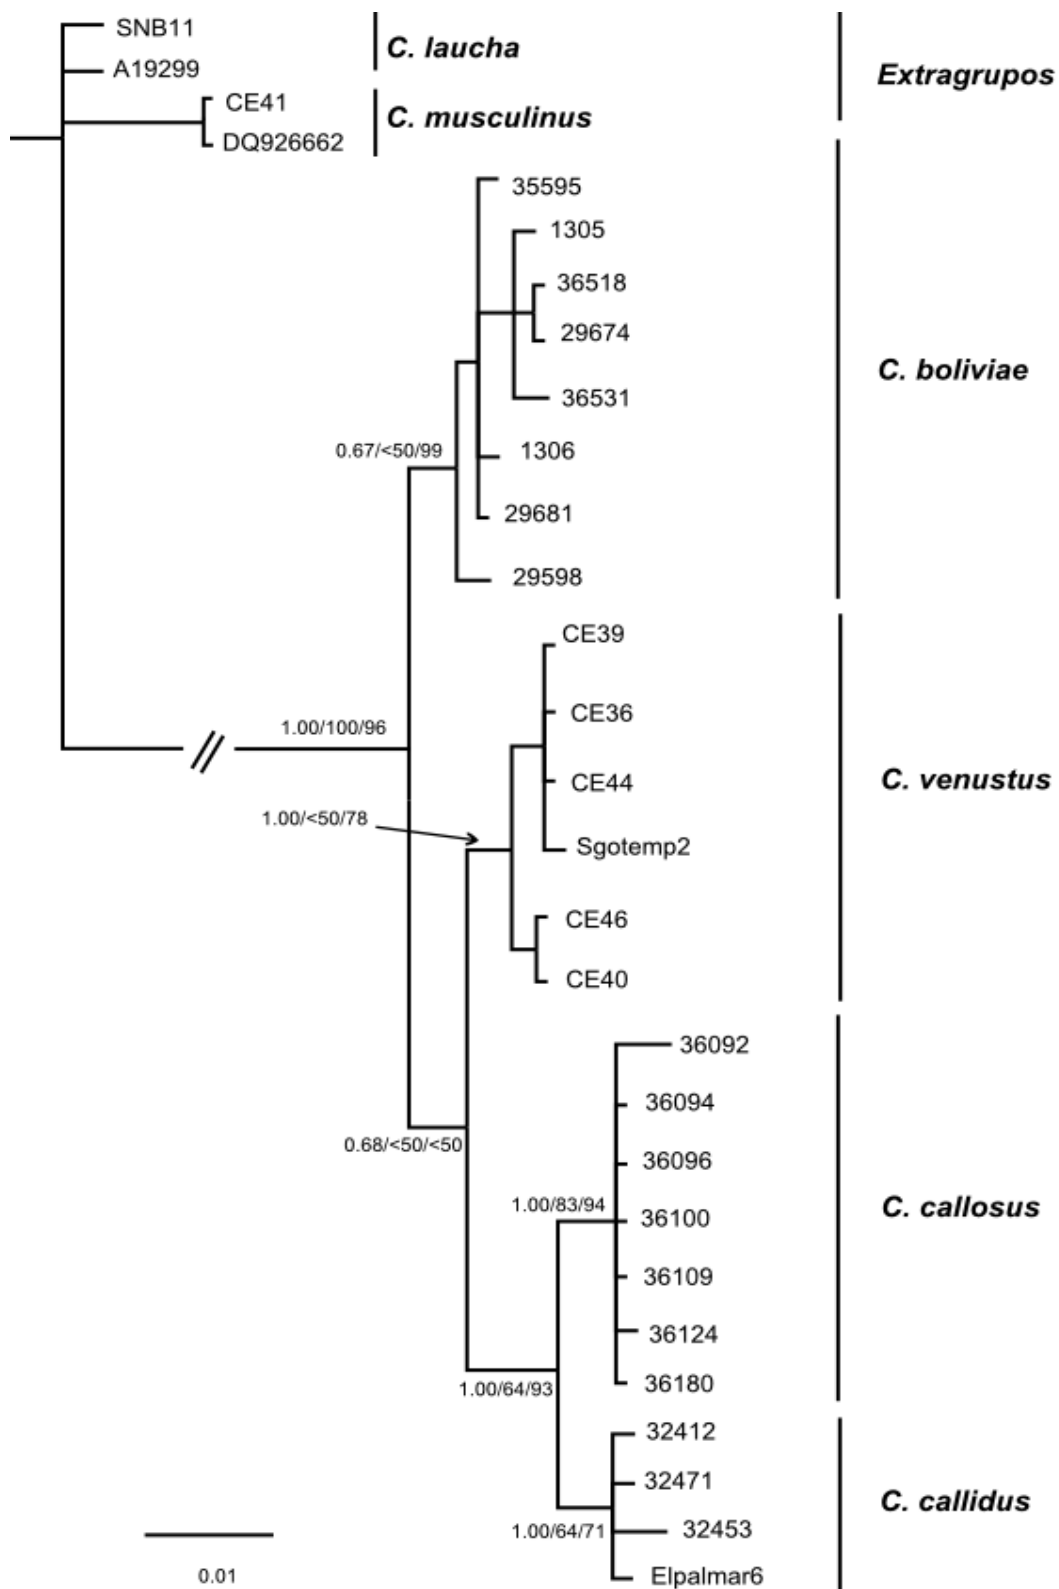 SNB11
A19299
C. laucha
CE41
DQ926662
C. musculinus
Extragrupos
35595
1305
36518
29674
36531
1306
29681
29598
0.67/<50/99
C. boliviae
1.00/100/96
CE39
CE36
CE44
Sgotemp2
CE46
CE40
1.00/<50/78
C. venustus
0.68/<50/<50
36092
36094
36096
36100
36109
36124
36180
1.00/83/94
C. callosus
1.00/64/93
32412
32471
32453
Elpalmar6
1.00/64/71
C. callidus
0.01